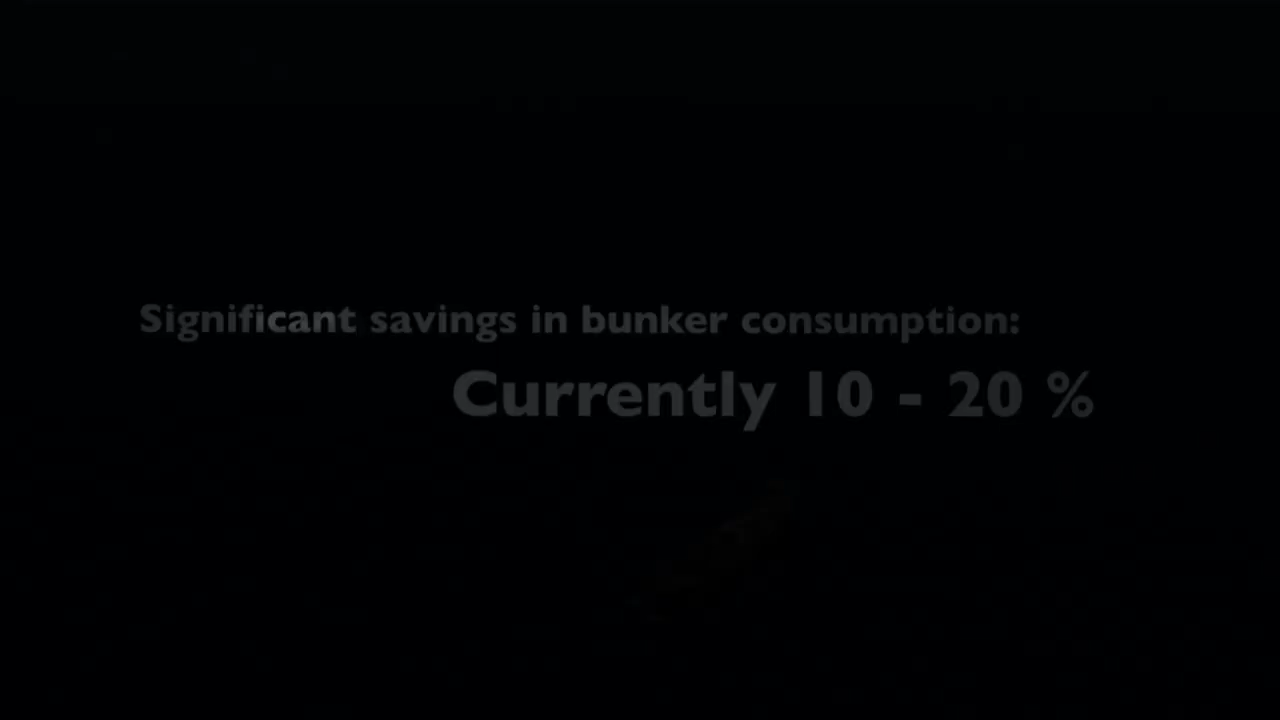 Significant savings in bunker consumption:
Currently 10 - 20 %